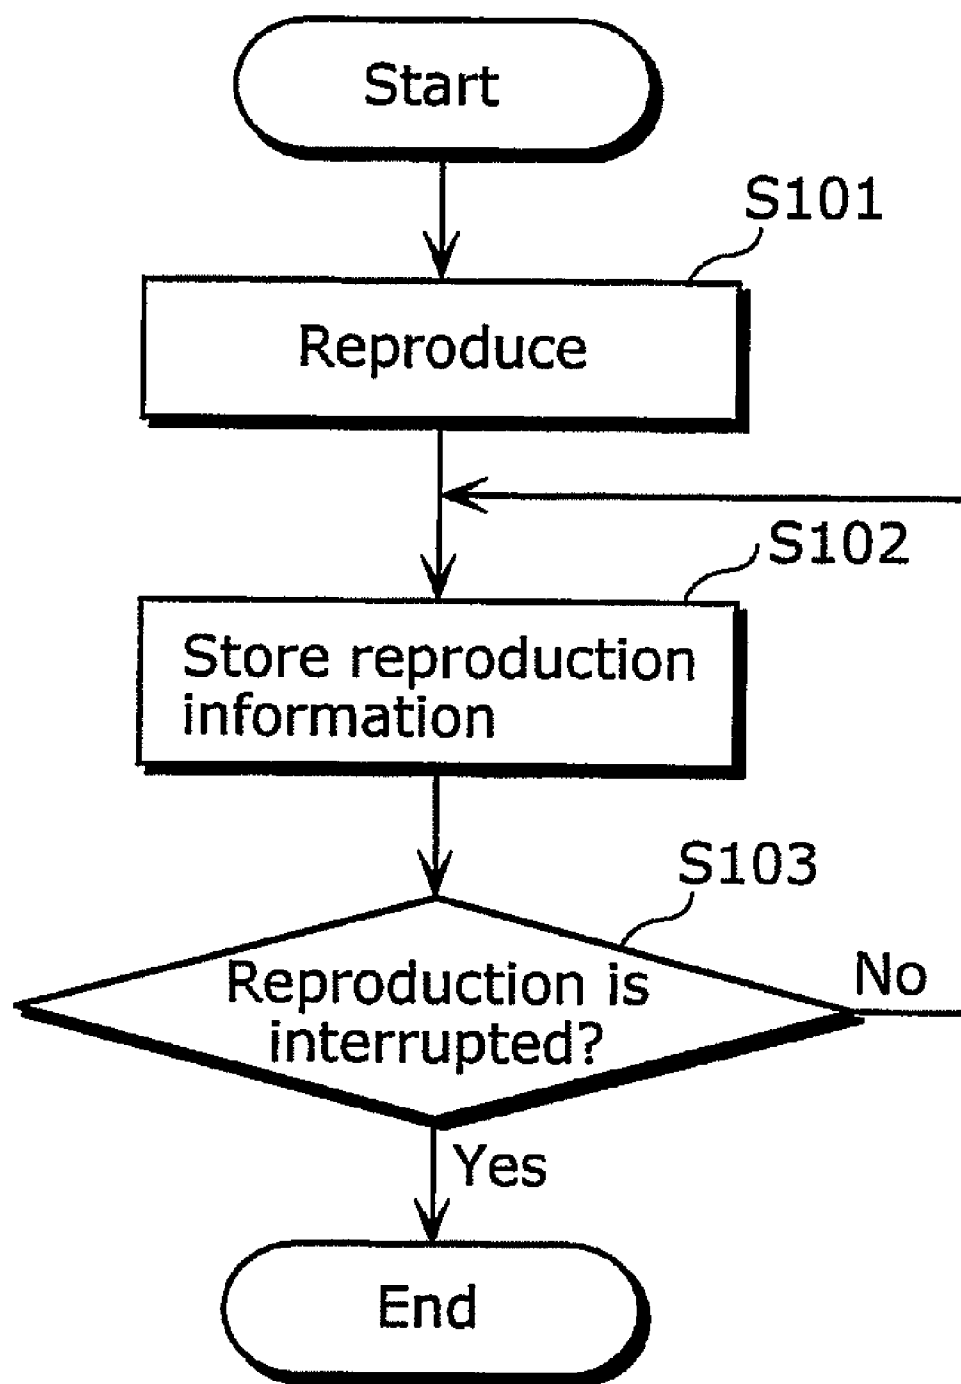 Start
S101
Reproduce
S102
Store reproduction
information
S103
Reproduction is
interrupted?
No
Yes
End